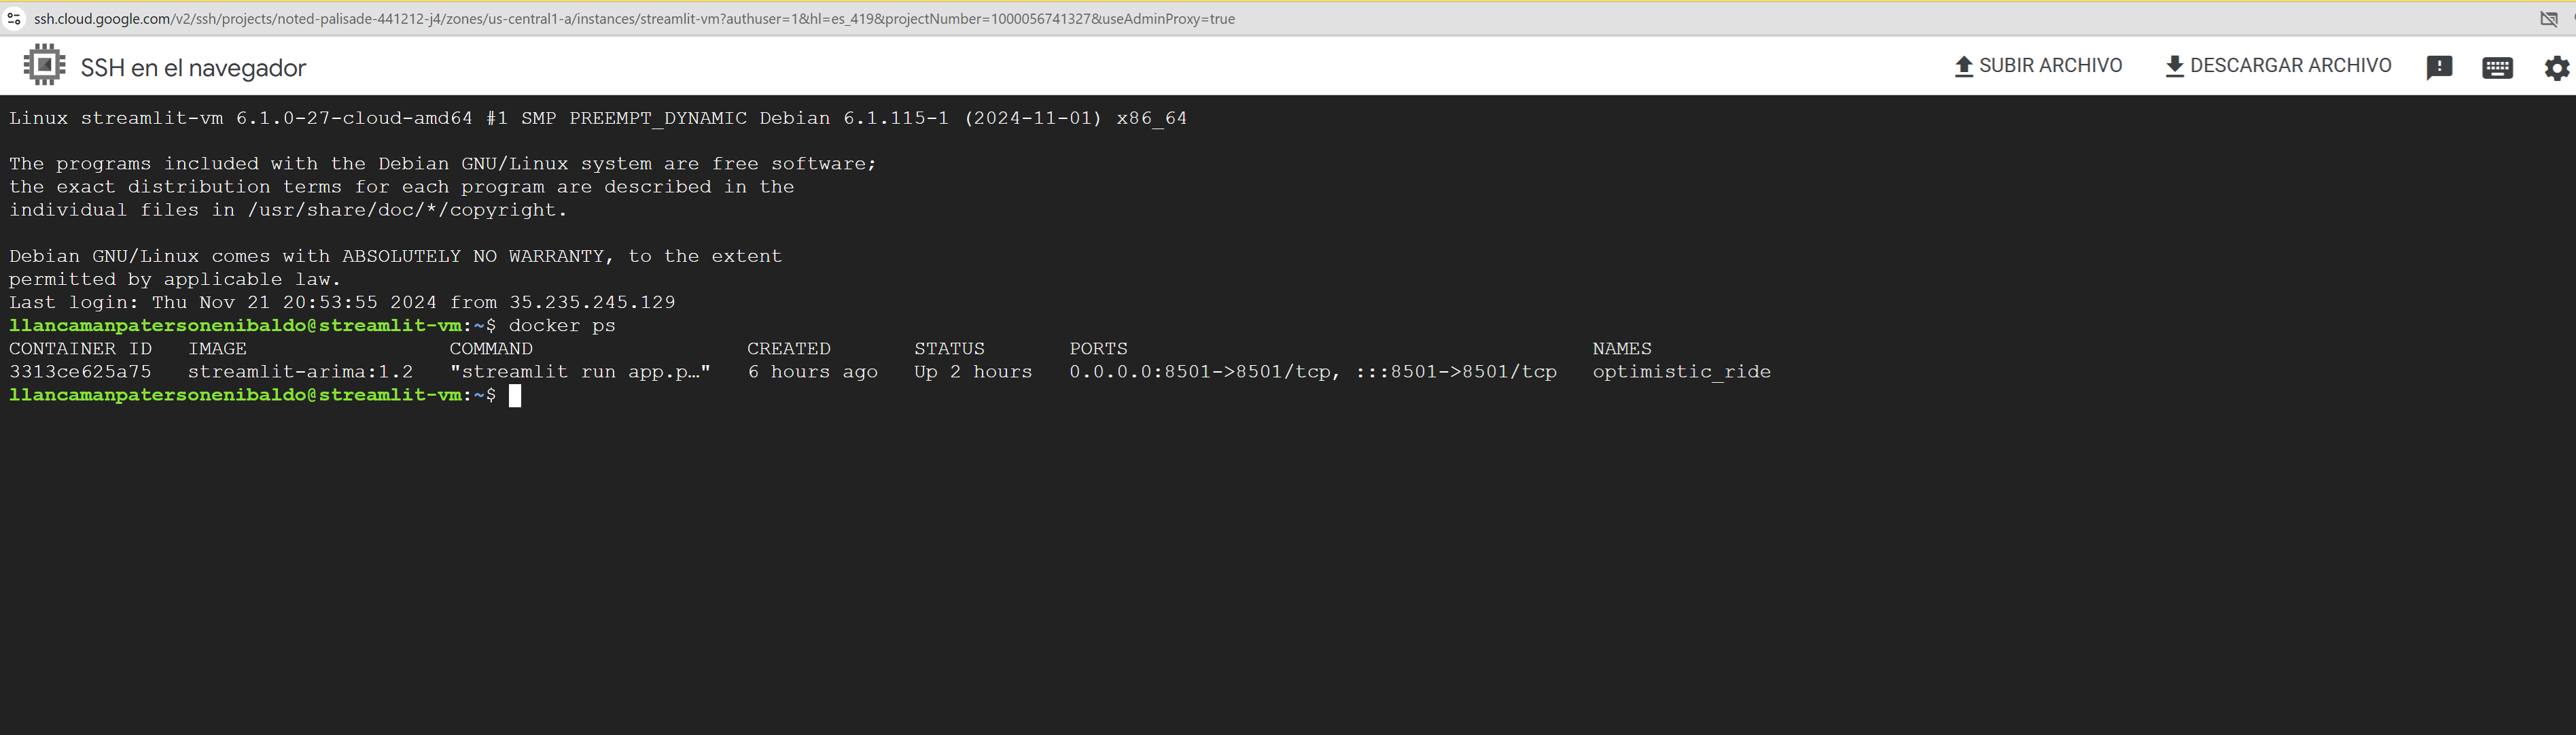 ssh.cloud.google.com/v2/ssh/projects/noted-palisade-441212-j4/zones/us-central1-a/instances/streamlit-vm?authuser=1&hl=es_419&projectNumber=1000056741327&useAdminProxy=true
SSH en el navegador
SUBIR ARCHIVO
DESCARGAR ARCHIVO
Linux streamlit-vm 6.1.0-27-cloud-amd64 #1 SMP PREEMPT_DYNAMIC Debian 6.1.115-1 (2024-11-01) x86_64
The programs included with the Debian GNU/Linux system are free software;
the exact distribution terms for each program are described in the
individual files in /usr/share/doc/*/copyright.
Debian GNU/Linux comes with ABSOLUTELY NO WARRANTY, to the extent
permitted by applicable law.
Last login: Thu Nov 21 20:53:55 2024 from 35.235.245.129
llancamanpatersonenibaldo@streamlit-vm:~$ docker ps
CONTAINER ID   IMAGE                 COMMAND                  CREATED       STATUS       PORTS                                       NAMES
3313ce625a75   streamlit-arima:1.2   "streamlit run app.p…"   6 hours ago   Up 2 hours   0.0.0.0:8501->8501/tcp, :::8501->8501/tcp   optimistic_ride
llancamanpatersonenibaldo@streamlit-vm:~$